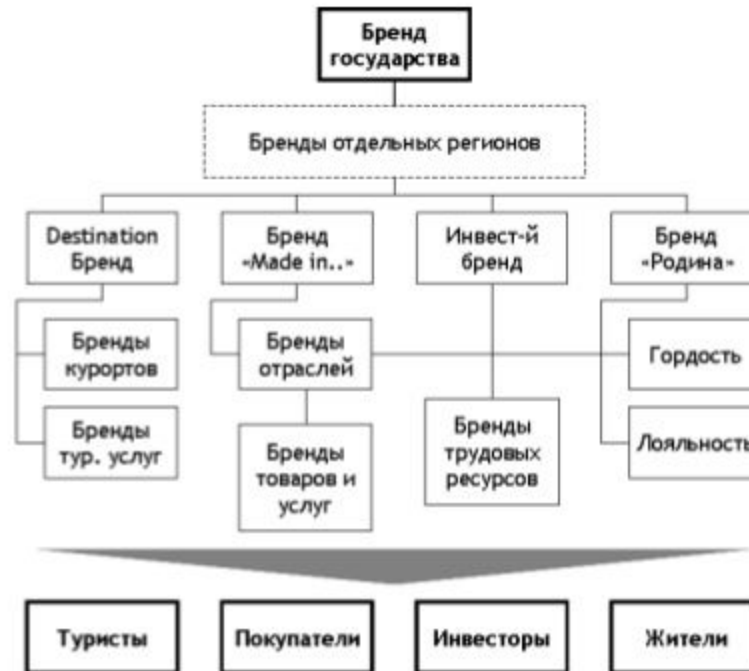 Бренд
государства
Бренды отдельных регионов
Destination
Бренд
Бренд
«Made in..»
Инвест-й
бренд
Бренд
«Родина»
Бренды
курортов
Бренды
отраслей
Гордость
Бренды
тур. услуг
Бренды
товаров и
услуг
Бренды
трудовых
ресурсов
Лояльность
Туристы
Покупатели
Инвесторы
Жители